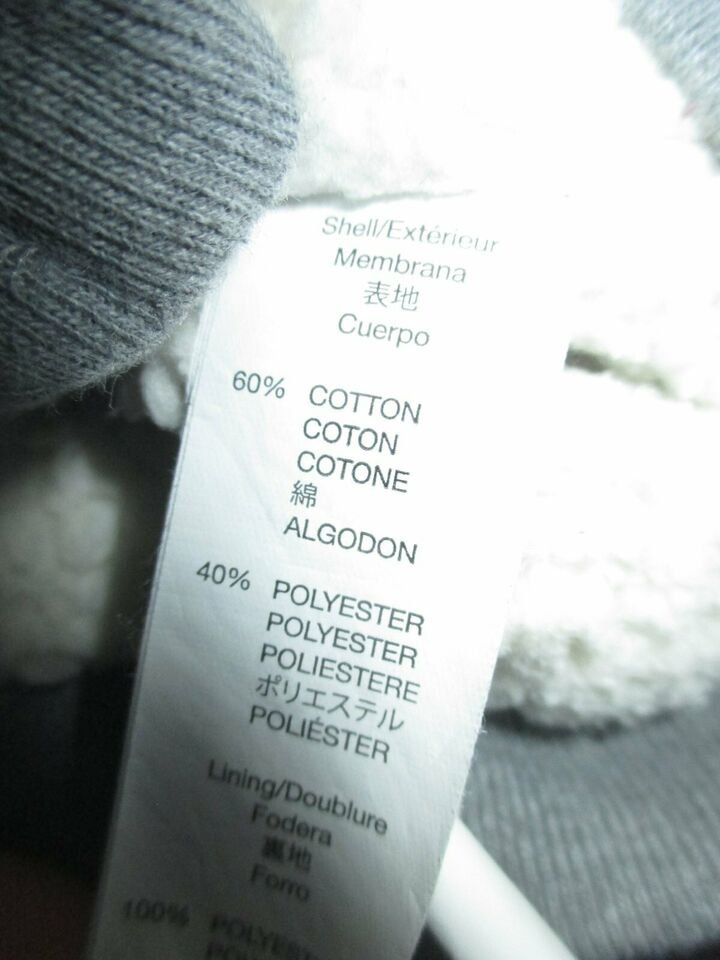 Shell/Extérieur
Membrana
表地
Cuerpo
60% COTTON
COTON
COTONE
綿
ALGODON
40% POLYESTER
POLYESTER
POLIESTERE
ポリエステル
POLIÉSTER
Lining/Doublure
Fodera
裏地
Forro
100%